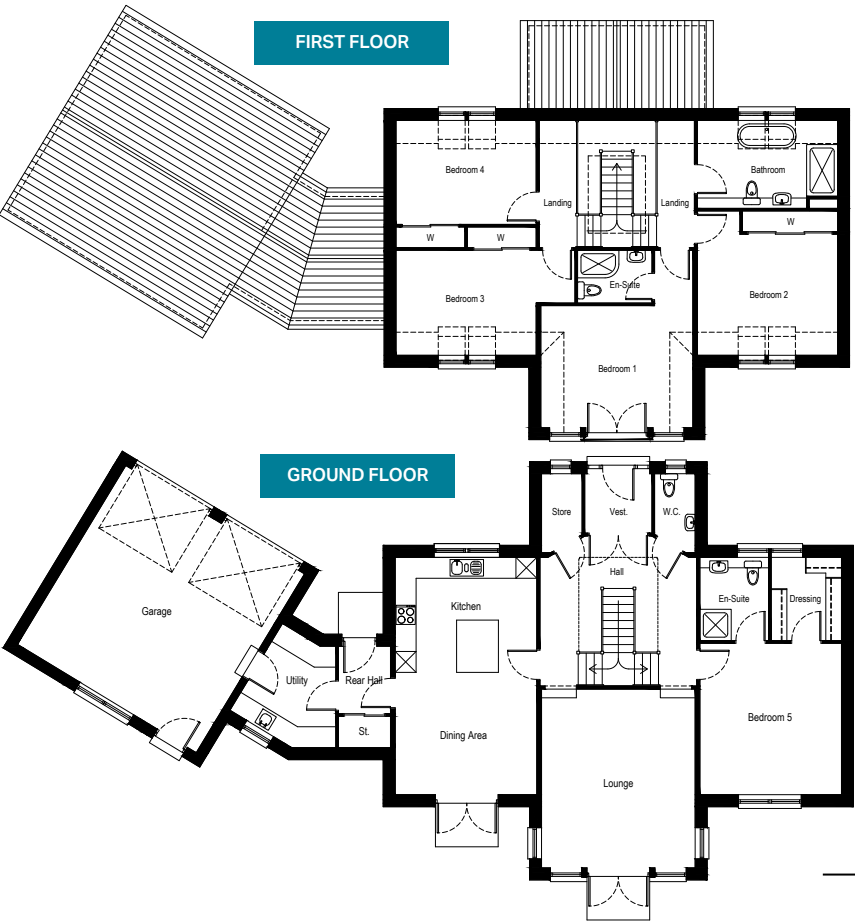 FIRST FLOOR
Bedroom 4
Bathroom
Landing
Landing
W
W
W
En-Suite
Bedroom 3
Bedroom 2
Bedroom 1
GROUND FLOOR
Store
Vest.
W.C.
Hall
Kitchen
En-Suite
Dressing
Garage
Utility
Rear Hall
Bedroom 5
St.
Dining Area
Lounge